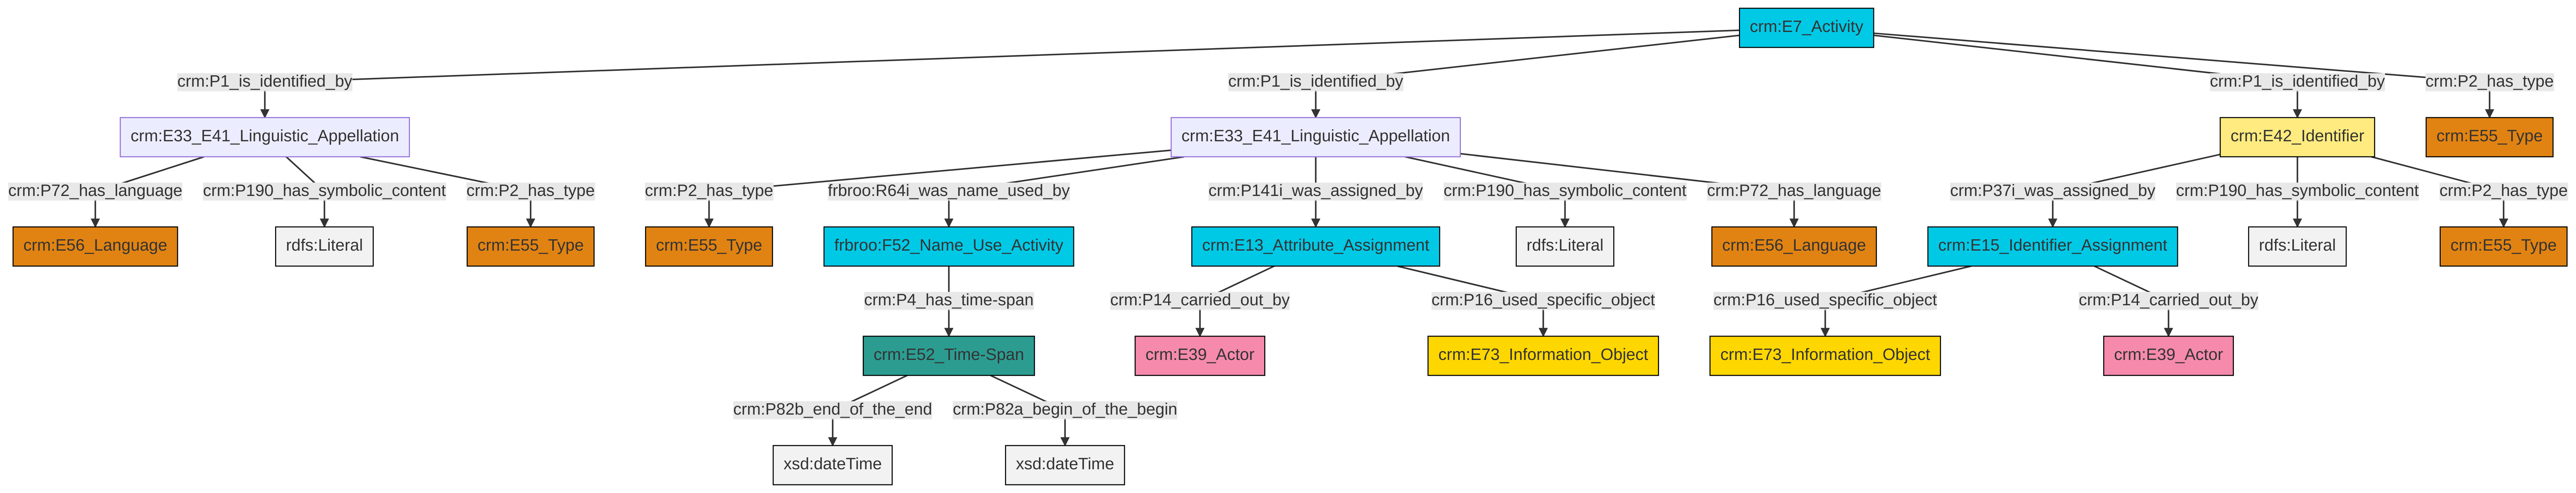 crm:E7_Activity
crm:P1_is_identified_by
crm:P1_is_identified_by
crm:P1_is_identified_by
crm:P2_has_type
crm:E33_E41_Linguistic_Appellation
crm:E33_E41_Linguistic_Appellation
crm:E42_Identifier
crm:E55_Type
crm:P72_has_language
crm:P190_has_symbolic_content
crm:P2_has_type
crm:P2_has_type
frbroo:R64i_was_name_used_by
crm:P141i_was_assigned_by
crm:P190_has_symbolic_content
crm:P72_has_language
crm:P37i_was_assigned_by
crm:P190_has_symbolic_content
crm:P2_has_type
crm:E56_Language
rdfs:Literal
crm:E55_Type
crm:E55_Type
frbroo:F52_Name_Use_Activity
crm:E13_Attribute_Assignment
rdfs:Literal
crm:E56_Language
crm:E15_Identifier_Assignment
rdfs:Literal
crm:E55_Type
crm:P4_has_time-span
crm:P14_carried_out_by
crm:P16_used_specific_object
crm:P16_used_specific_object
crm:P14_carried_out_by
crm:E52_Time-Span
crm:E39_Actor
crm:E73_Information_Object
crm:E73_Information_Object
crm:E39_Actor
crm:P82b_end_of_the_end
crm:P82a_begin_of_the_begin
xsd:dateTime
xsd:dateTime